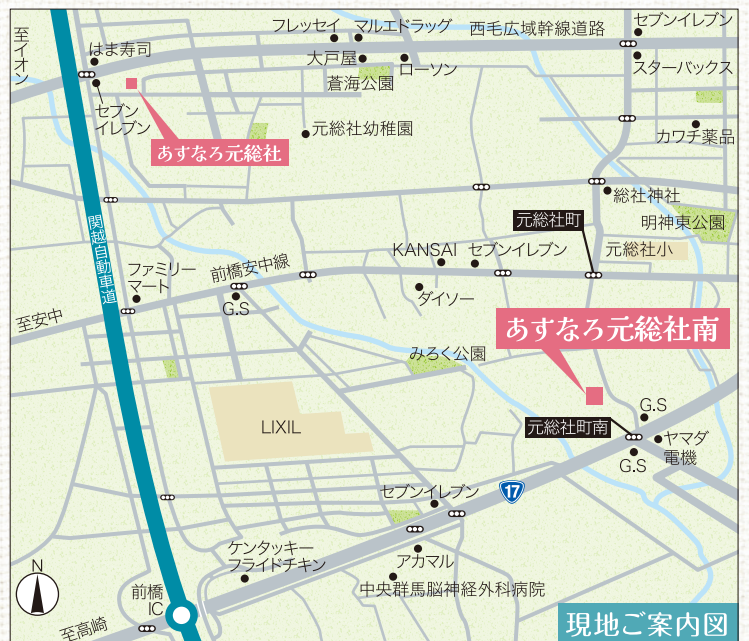 フレッセイ
マルエドラッグ
西毛広域幹線道路
セブンイレブン
至イオン
はま寿司
大戸屋
ローソン
スターバックス
蒼海公園
セブン
イレブン
元総社幼稚園
カワチ薬品
あすなろ元総社
総社神社
元総社町
明神東公園
関越自動車道
KANSAI
セブンイレブン
元総社小
ファミリー
マート
前橋安中線
G.S
ダイソー
至安中
あすなろ元総社南
みろく公園
LIXIL
元総社町南
G.S
ヤマダ
電機
G.S
17
セブンイレブン
ケンタッキー
フライドチキン
アカマル
中央群馬脳神経外科病院
N
前橋
IC
至高崎
現地ご案内図